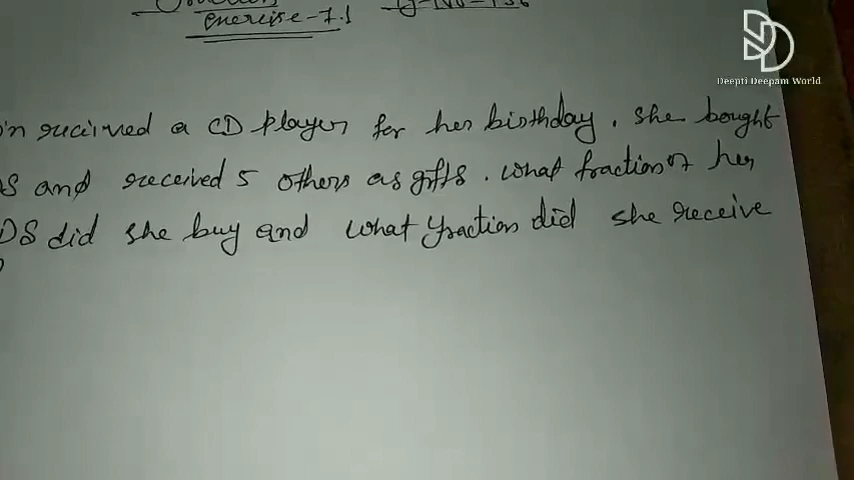 exercise-7.1
Deepti Deepam World
received a CD player for her birthday. She bought
and received 5 others as gifts. what fraction of her
did she buy and what fraction did she receive